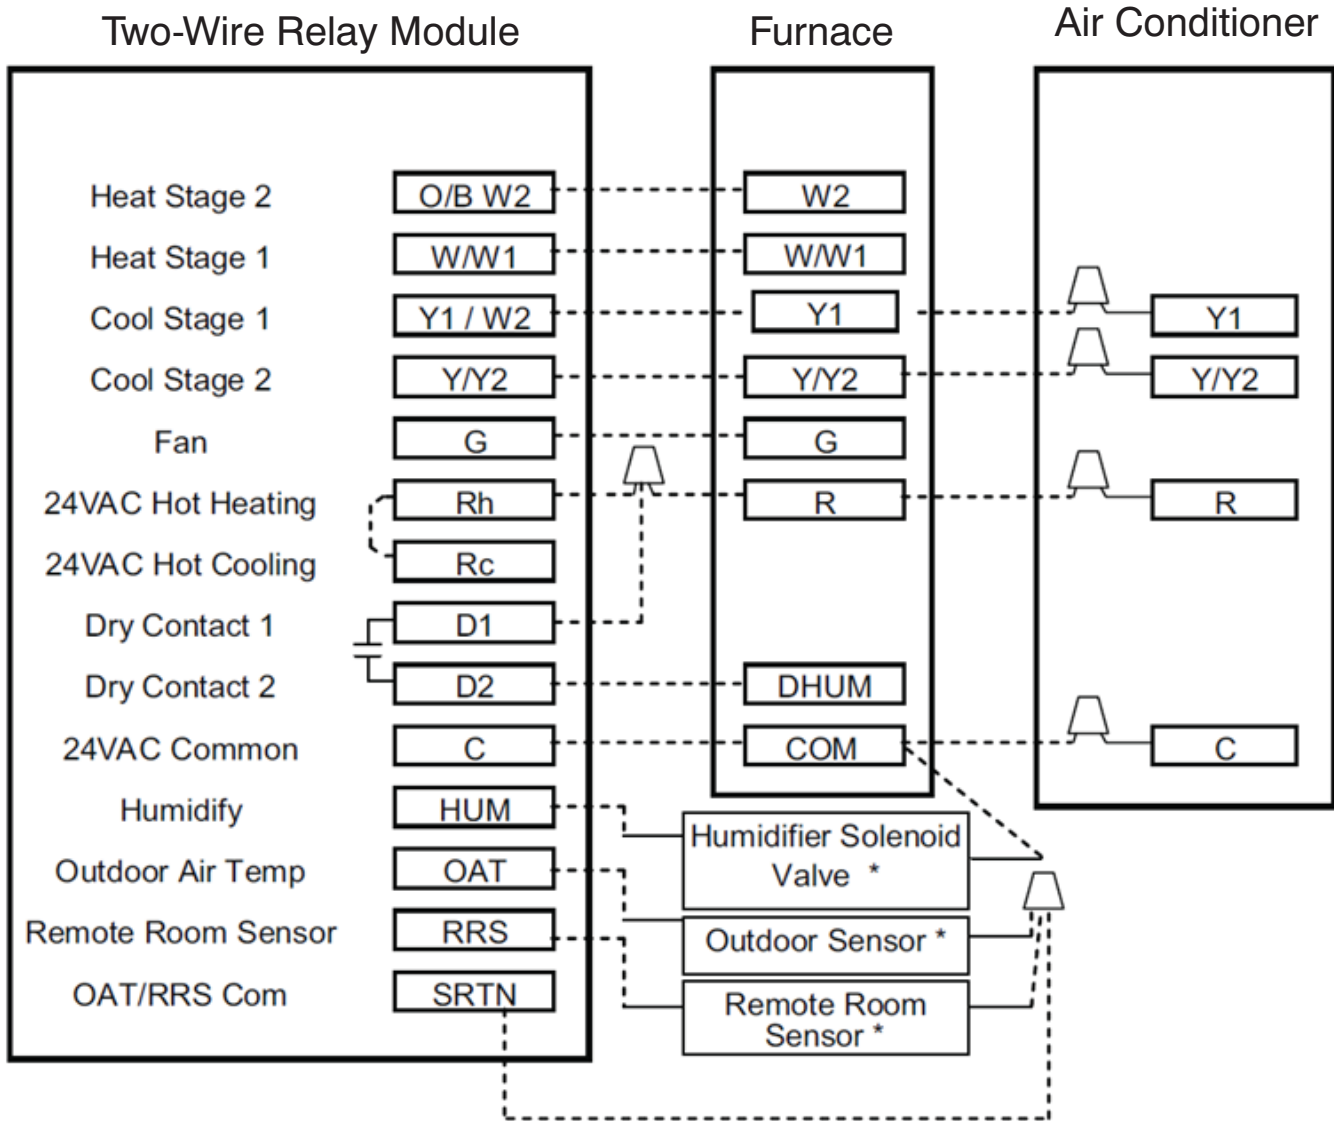 Two-Wire Relay Module Furnace Air Conditioner
Heat Stage 2 O/B W2 W2
Heat Stage 1 W/W1 W/W1
Cool Stage 1 Y1 / W2 Y1 Y1
Cool Stage 2 Y/Y2 Y/Y2 Y/Y2
Fan G G
24VAC Hot Heating Rh R R
24VAC Hot Cooling Rc
Dry Contact 1 D1
Dry Contact 2 D2 DHUM
24VAC Common C COM C
Humidify HUM
Humidifier Solenoid
Valve *
Outdoor Air Temp OAT
Outdoor Sensor *
Remote Room Sensor RRS
Remote Room
Sensor *
OAT/RRS Com SRTN